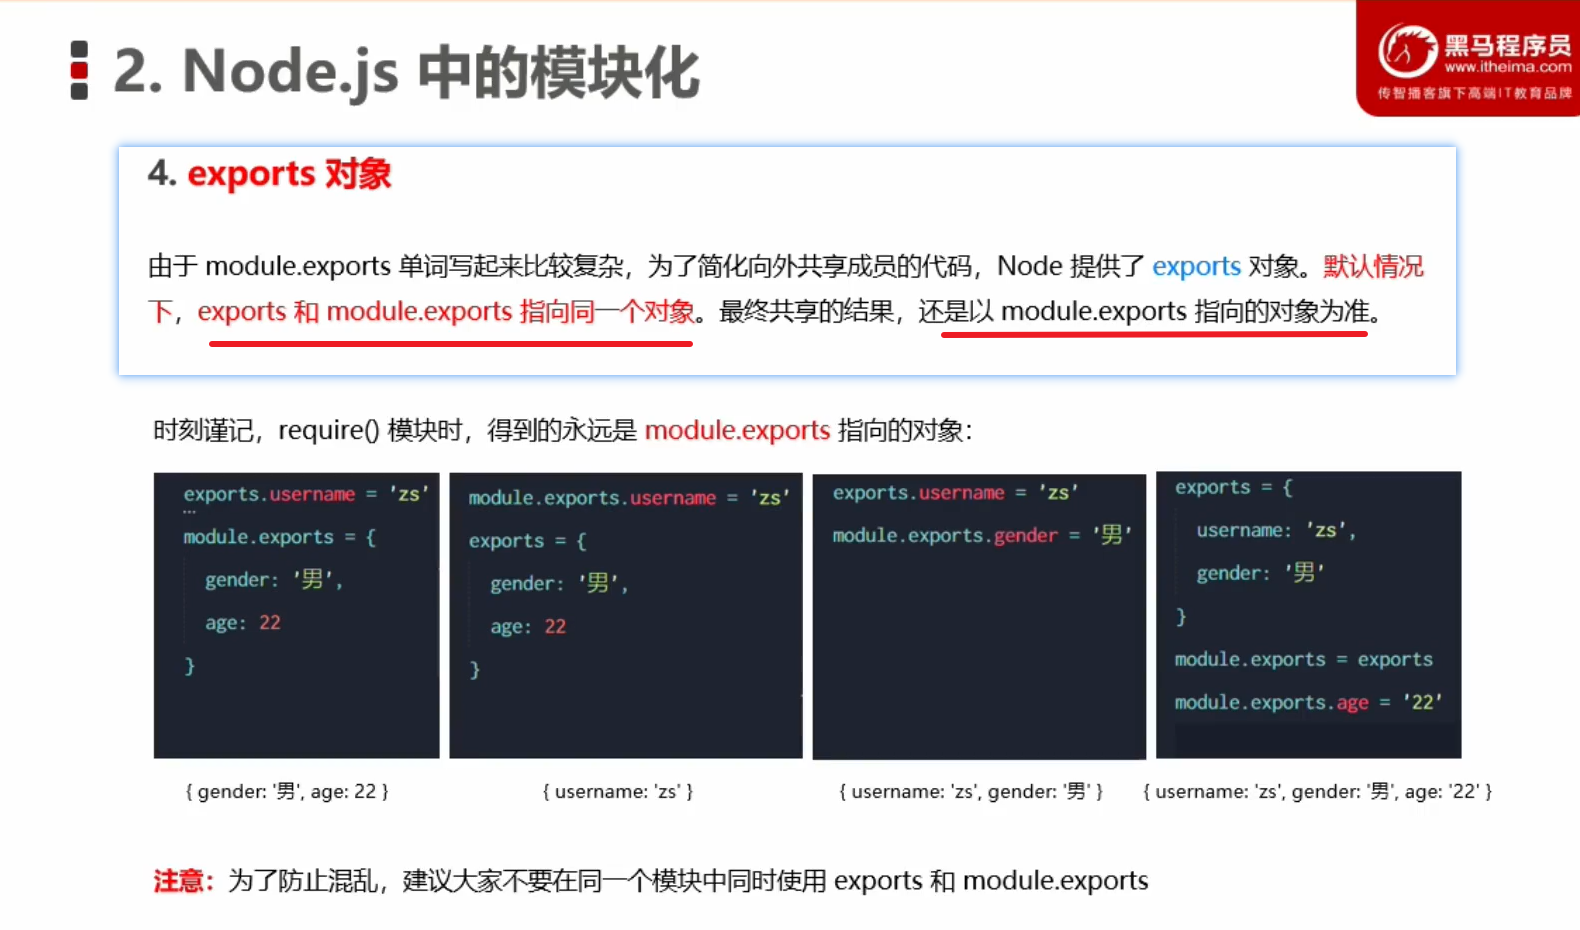 2. Node.js 中的模块化
黑马程序员
www.itheima.com
传智播客旗下高端IT教育品牌
4. exports 对象
由于 module.exports 单词写起来比较复杂，为了简化向外共享成员的代码，Node 提供了 exports 对象。默认情况
下，exports 和 module.exports 指向同一个对象。最终共享的结果，还是以 module.exports 指向的对象为准。
时刻谨记，require() 模块时，得到的永远是 module.exports 指向的对象：
exports.username = 'zs'
module.exports = {
gender: '男',
age: 22
}
module.exports.username = 'zs'
exports = {
gender: '男',
age: 22
}
exports.username = 'zs'
module.exports.gender = '男'
exports = {
username: 'zs',
gender: '男'
}
module.exports = exports
module.exports.age = '22'
{ gender: '男', age: 22 }
{ username: 'zs' }
{ username: 'zs', gender: '男' }
{ username: 'zs', gender: '男', age: '22' }
注意：为了防止混乱，建议大家不要在同一个模块中同时使用 exports 和 module.exports